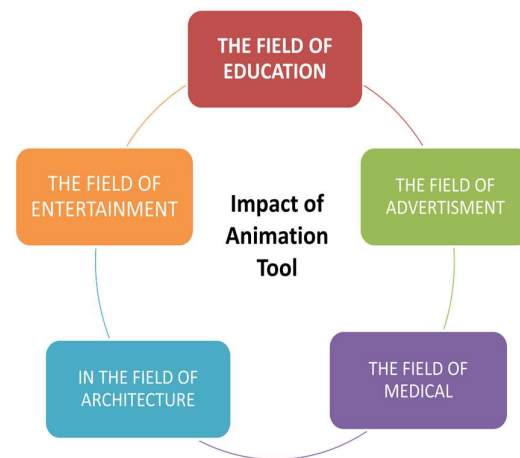 THE FIELD OF
EDUCATION
THE FIELD OF
ENTERTAINMENT
Impact of
Animation
Tool
THE FIELD OF
ADVERTISMENT
IN THE FIELD OF
ARCHITECTURE
THE FIELD OF
MEDICAL